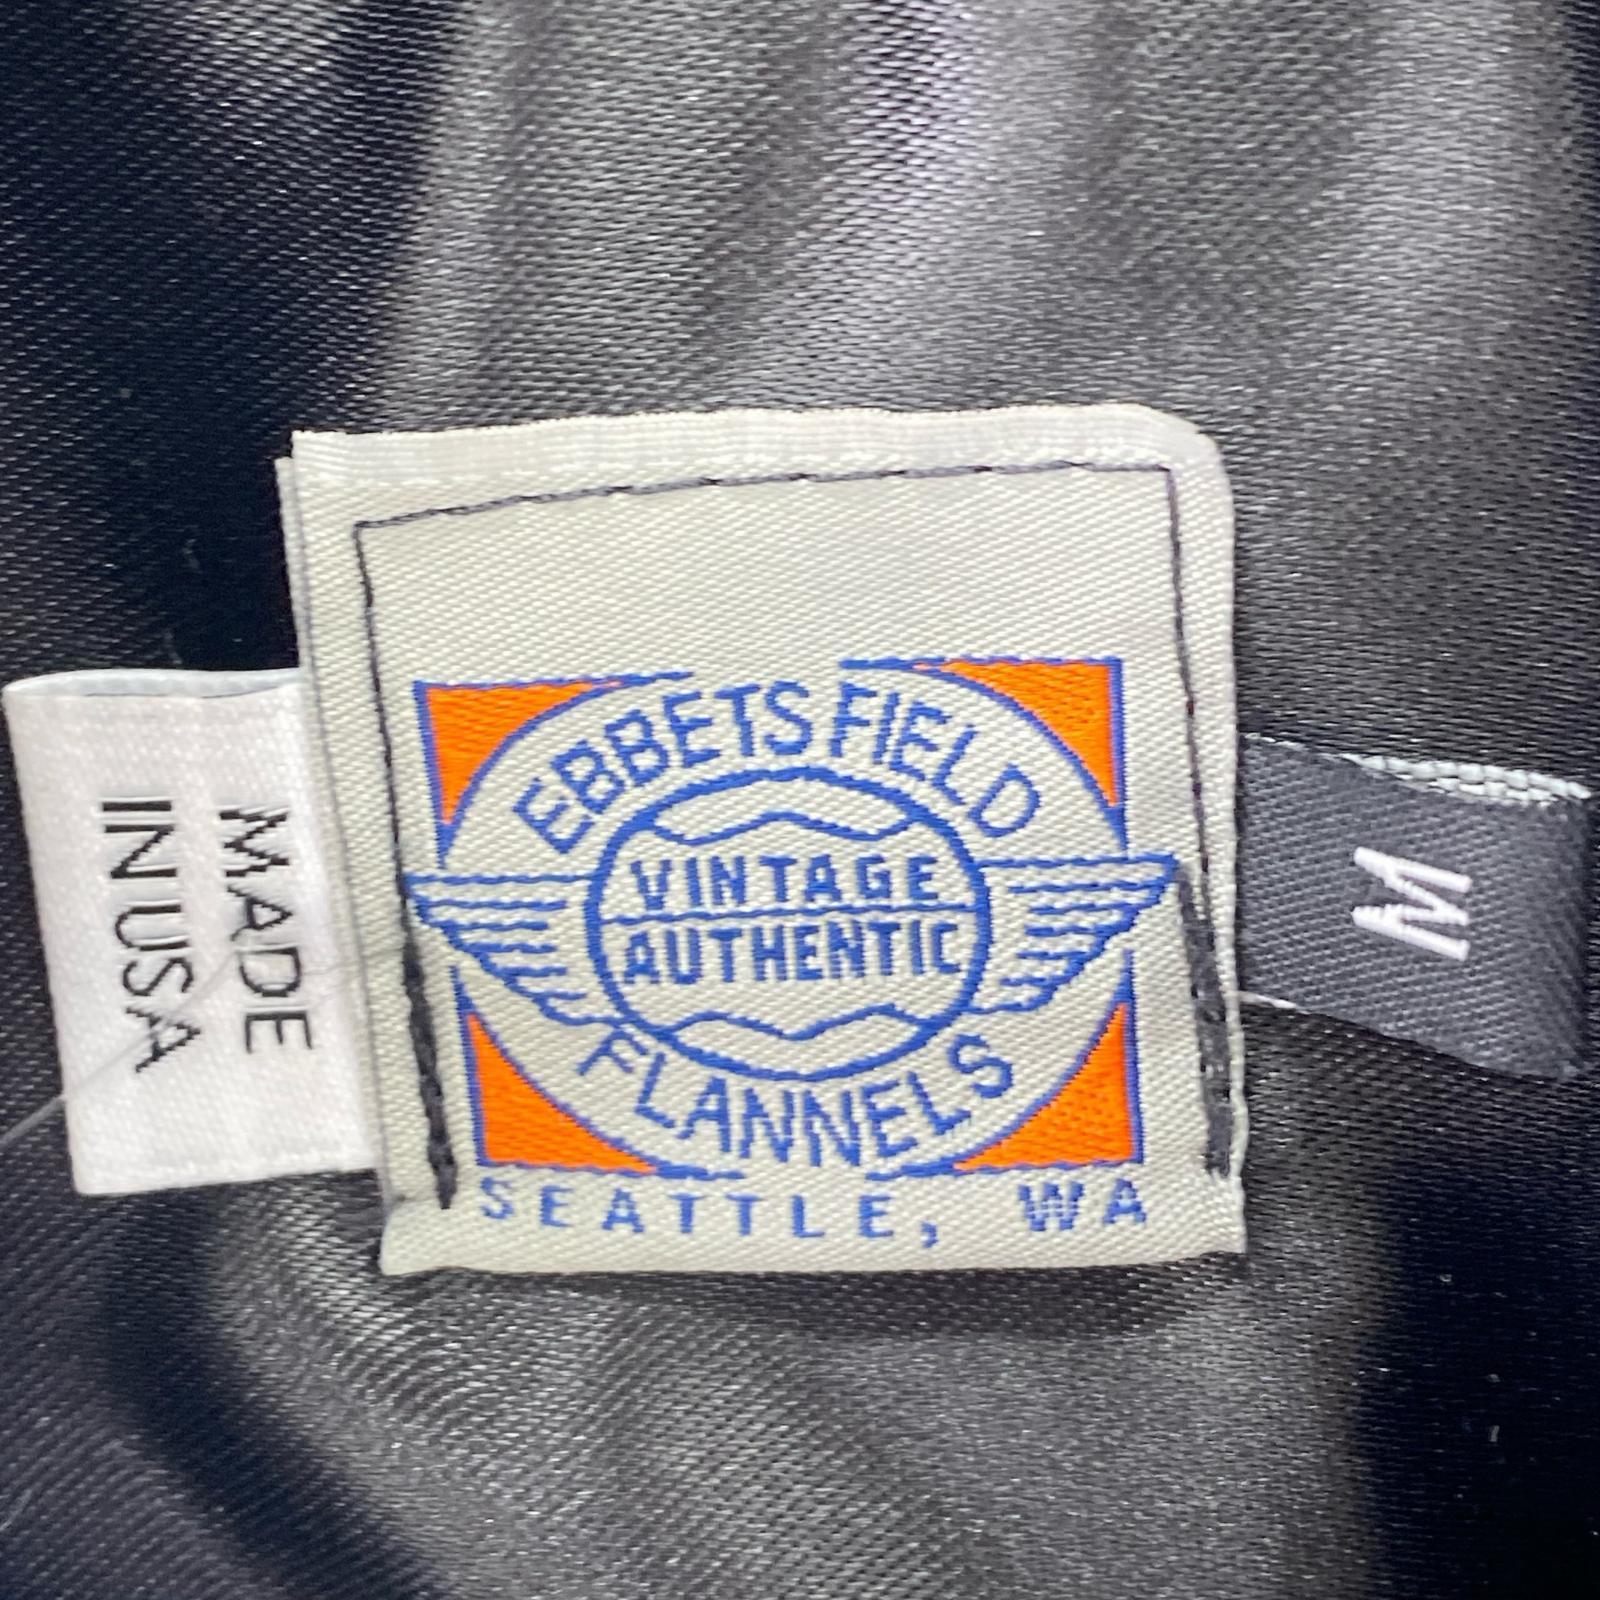 EBBETS FIELD
VINTAGE
AUTHENTIC
FLANNELS
SEATTLE, WA
MADE
IN USA
M